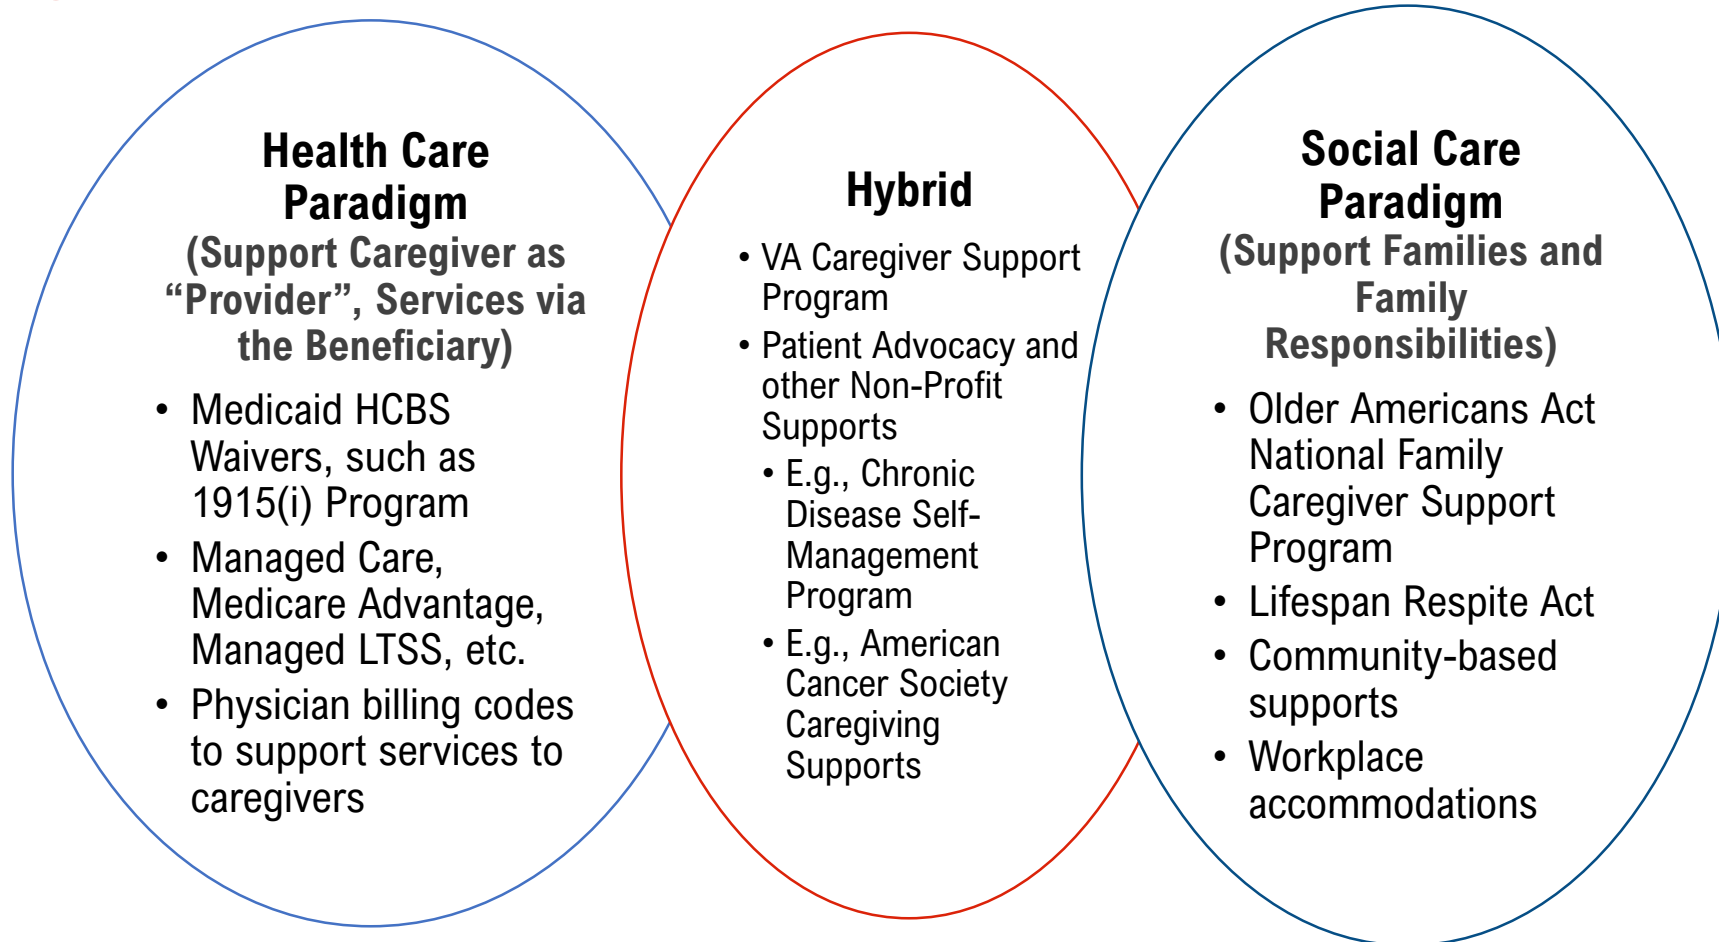 Health Care
Paradigm
(Support Caregiver as
“Provider”, Services via
the Beneficiary)
• Medicaid HCBS
Waivers, such as
1915(i) Program
• Managed Care,
Medicare Advantage,
Managed LTSS, etc.
• Physician billing codes
to support services to
caregivers
Hybrid
• VA Caregiver Support
Program
• Patient Advocacy and
other Non-Profit
Supports
• E.g., Chronic
Disease Self-
Management
Program
• E.g., American
Cancer Society
Caregiving
Supports
Social Care
Paradigm
(Support Families and
Family
Responsibilities)
• Older Americans Act
National Family
Caregiver Support
Program
• Lifespan Respite Act
• Community-based
supports
• Workplace
accommodations